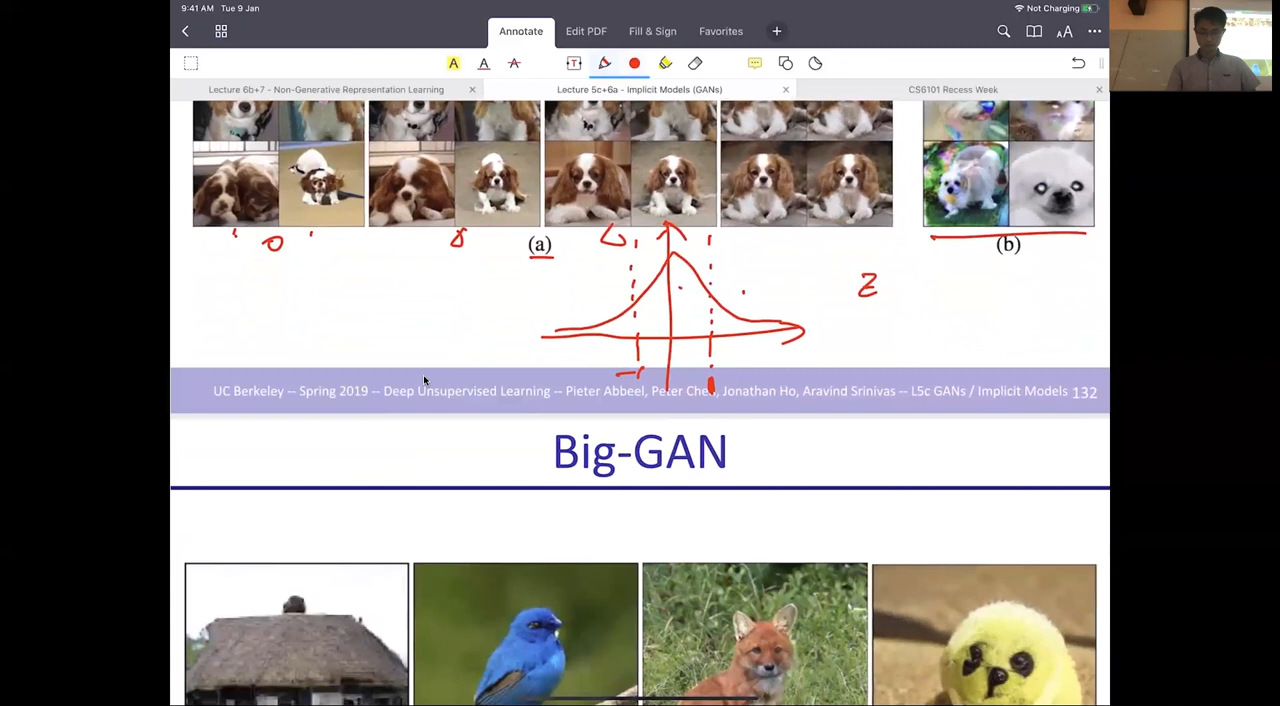 9:41 AM Tue 9 Jan
Not Charging
Annotate Edit PDF Fill & Sign Favorites
AA
A A A T
Lecture 6b+7 - Non-Generative Representation Learning
Lecture 5c+6a - Implicit Models (GANs)
CS6101 Recess Week
(a)
(b)
z
-1
UC Berkeley -- Spring 2019 -- Deep Unsupervised Learning -- Pieter Abbeel, Peter Chen, Jonathan Ho, Aravind Srinivas -- L5c GANs / Implicit Models 132
Big-GAN